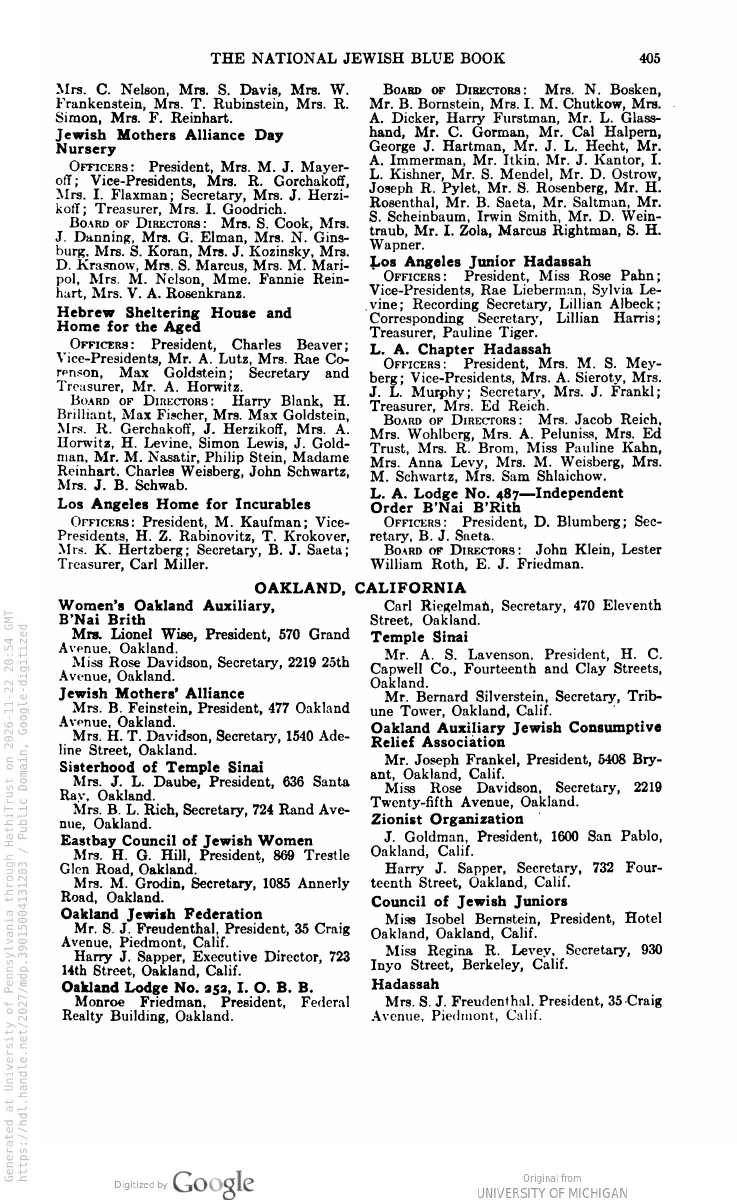 THE NATIONAL JEWISH BLUE BOOK 405
Mrs. C. Nelson, Mrs. S. Davis, Mrs. W.
Frankenstein, Mrs. T. Rubinstein, Mrs. R.
Simon, Mrs. F. Reinhart.
Jewish Mothers Alliance Day
Nursery
OFFICERS: President, Mrs. M. J. Mayer-
off; Vice-Presidents, Mrs. R. Gorchakoff,
Mrs. I. Flaxman; Secretary, Mrs. J. Herzi-
koff; Treasurer, Mrs. I. Goodrich.
BOARD OF DIRECTORS: Mrs. S. Cook, Mrs.
J. Danning, Mrs. G. Elman, Mrs. N. Gins-
burg, Mrs. S. Koran, Mrs. J. Kozinsky, Mrs.
D. Krasnow, Mrs. S. Marcus, Mrs. M. Mari-
pol, Mrs. M. Nelson, Mme. Fannie Rein-
hart, Mrs. V. A. Rosenkranz.
Hebrew Sheltering House and
Home for the Aged
OFFICERS: President, Charles Beaver;
Vice-Presidents, Mr. A. Lutz, Mrs. Rae Co-
renson, Max Goldstein; Secretary and
Treasurer, Mr. A. Horwitz.
BOARD OF DIRECTORS: Harry Blank, H.
Brilliant, Max Fischer, Mrs. Max Goldstein,
Mrs. R. Gerchakoff, J. Herzikoff, Mrs. A.
Horwitz, H. Levine, Simon Lewis, J. Gold-
man, Mr. M. Nasatir, Philip Stein, Madame
Reinhart, Charles Weisberg, John Schwartz,
Mrs. J. B. Schwab.
Los Angeles Home for Incurables
OFFICERS: President, M. Kaufman; Vice-
Presidents, H. Z. Rabinovitz, T. Krokover,
Mrs. K. Hertzberg; Secretary, B. J. Saeta;
Treasurer, Carl Miller.
BOARD OF DIRECTORS: Mrs. N. Bosken,
Mr. B. Bornstein, Mrs. I. M. Chutkow, Mrs.
A. Dicker, Harry Furstman, Mr. L. Glass-
hand, Mr. C. Gorman, Mr. Cal Halpern,
George J. Hartman, Mr. J. L. Hecht, Mr.
A. Immerman, Mr. Itkin, Mr. J. Kantor, I.
L. Kishner, Mr. S. Mendel, Mr. D. Ostrow,
Joseph R. Pylet, Mr. S. Rosenberg, Mr. H.
Rosenthal, Mr. B. Saeta, Mr. Saltman, Mr.
S. Scheinbaum, Irwin Smith, Mr. D. Wein-
traub, Mr. I. Zola, Marcus Rightman, S. H.
Wapner.
Los Angeles Junior Hadassah
OFFICERS: President, Miss Rose Pahn;
Vice-Presidents, Rae Lieberman, Sylvia Le-
vine; Recording Secretary, Lillian Albeck;
Corresponding Secretary, Lillian Harris;
Treasurer, Pauline Tiger.
L. A. Chapter Hadassah
OFFICERS: President, Mrs. M. S. Mey-
berg; Vice-Presidents, Mrs. A. Sieroty, Mrs.
J. L. Murphy; Secretary, Mrs. J. Frankl;
Treasurer, Mrs. Ed Reich.
BOARD OF DIRECTORS: Mrs. Jacob Reich,
Mrs. Wohlberg, Mrs. A. Peluniss, Mrs. Ed
Trust, Mrs. R. Brom, Miss Pauline Kahn,
Mrs. Anna Levy, Mrs. M. Weisberg, Mrs.
M. Schwartz, Mrs. Sam Shlaichow.
L. A. Lodge No. 487—Independent
Order B'Nai B'Rith
OFFICERS: President, D. Blumberg; Sec-
retary, B. J. Saeta.
BOARD OF DIRECTORS: John Klein, Lester
William Roth, E. J. Friedman.
OAKLAND, CALIFORNIA
Women's Oakland Auxiliary,
B'Nai Brith
Mrs. Lionel Wise, President, 570 Grand
Avenue, Oakland.
Miss Rose Davidson, Secretary, 2219 25th
Avenue, Oakland.
Jewish Mothers' Alliance
Mrs. B. Feinstein, President, 477 Oakland
Avenue, Oakland.
Mrs. H. T. Davidson, Secretary, 1540 Ade-
line Street, Oakland.
Sisterhood of Temple Sinai
Mrs. J. L. Daube, President, 636 Santa
Ray, Oakland.
Mrs. B. L. Rich, Secretary, 724 Rand Ave-
nue, Oakland.
Eastbay Council of Jewish Women
Mrs. H. G. Hill, President, 869 Trestle
Glen Road, Oakland.
Mrs. M. Grodin, Secretary, 1085 Annerly
Road, Oakland.
Oakland Jewish Federation
Mr. S. J. Freudenthal, President, 35 Craig
Avenue, Piedmont, Calif.
Harry J. Sapper, Executive Director, 723
14th Street, Oakland, Calif.
Oakland Lodge No. 252, I. O. B. B.
Monroe Friedman, President, Federal
Realty Building, Oakland.
Carl Riegelman, Secretary, 470 Eleventh
Street, Oakland.
Temple Sinai
Mr. A. S. Lavenson, President, H. C.
Capwell Co., Fourteenth and Clay Streets,
Oakland.
Mr. Bernard Silverstein, Secretary, Trib-
une Tower, Oakland, Calif.
Oakland Auxiliary Jewish Consumptive
Relief Association
Mr. Joseph Frankel, President, 5408 Bry-
ant, Oakland, Calif.
Miss Rose Davidson, Secretary, 2219
Twenty-fifth Avenue, Oakland.
Zionist Organization
J. Goldman, President, 1600 San Pablo,
Oakland, Calif.
Harry J. Sapper, Secretary, 732 Four-
teenth Street, Oakland, Calif.
Council of Jewish Juniors
Miss Isobel Bernstein, President, Hotel
Oakland, Oakland, Calif.
Miss Regina R. Levey, Secretary, 930
Inyo Street, Berkeley, Calif.
Hadassah
Mrs. S. J. Freudenthal, President, 35 Craig
Avenue, Piedmont, Calif.
Generated at University of Pennsylvania through HathiTrust on 2026-11-22 20:54 GMT
https://hdl.handle.net/2027/mdp.39015004131203 / Public Domain, Google-digitized
Digitized by Google
Original from
UNIVERSITY OF MICHIGAN